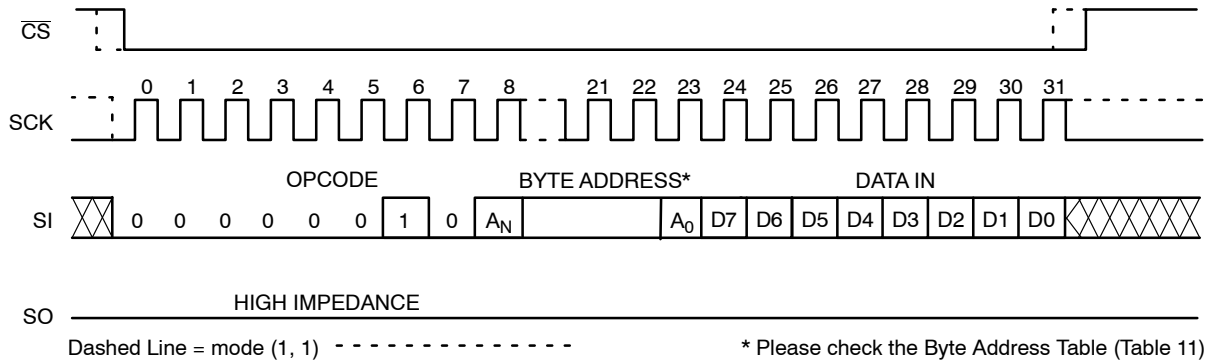 CS
0 1 2 3 4 5 6 7 8 21 22 23 24 25 26 27 28 29 30 31
SCK
OPCODE BYTE ADDRESS* DATA IN
SI 0 0 0 0 0 0 1 0 AN A0 D7 D6 D5 D4 D3 D2 D1 D0
HIGH IMPEDANCE
SO
Dashed Line = mode (1, 1) * Please check the Byte Address Table (Table 11)